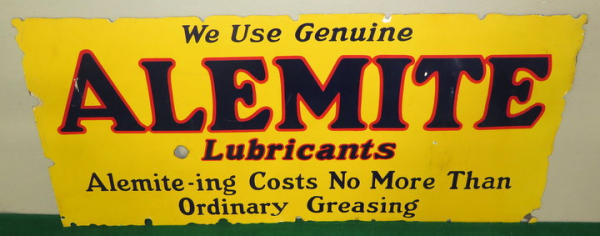 We Use Genuine
ALEMITE
Lubricants
Alemite-ing Costs No More Than
Ordinary Greasing